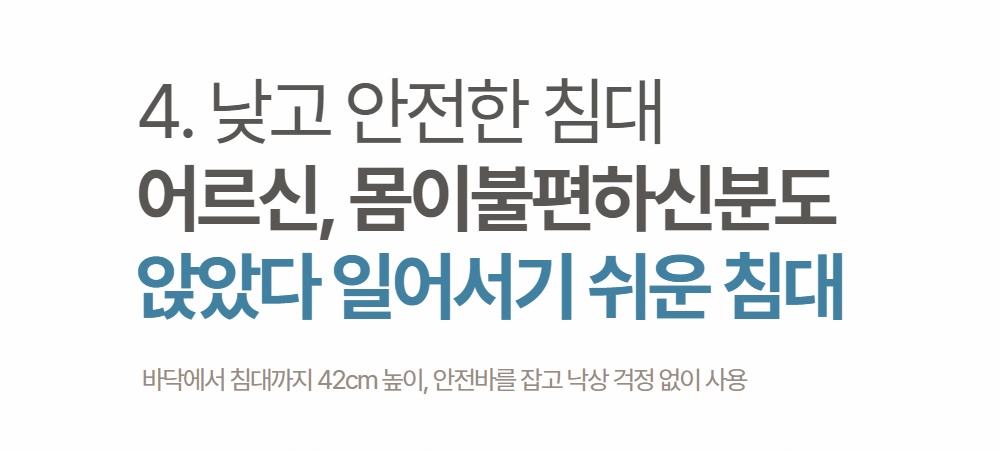 4. 낮고 안전한 침대
어르신, 몸이불편하신분도
앉았다 일어서기 쉬운 침대
바닥에서 침대까지 42cm 높이, 안전바를 잡고 낙상 걱정 없이 사용